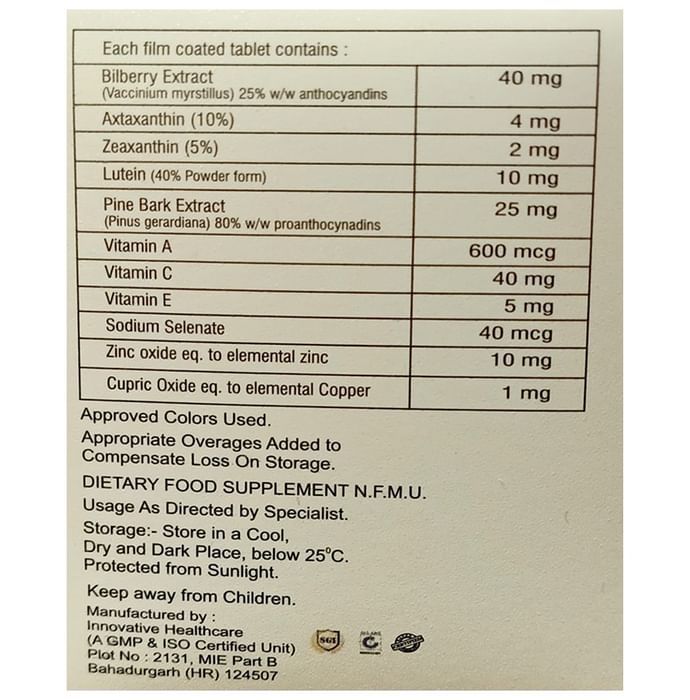 Each film coated tablet contains :
Bilberry Extract 40 mg
(Vaccinium myrstillus) 25% w/w anthocyandins
Axtaxanthin (10%) 4 mg
Zeaxanthin (5%) 2 mg
Lutein (40% Powder form) 10 mg
Pine Bark Extract 25 mg
(Pinus gerardiana) 80% w/w proanthocynadins
Vitamin A 600 mcg
Vitamin C 40 mg
Vitamin E 5 mg
Sodium Selenate 40 mcg
Zinc oxide eq. to elemental zinc 10 mg
Cupric Oxide eq. to elemental Copper 1 mg
Approved Colors Used.
Appropriate Overages Added to
Compensate Loss On Storage.
DIETARY FOOD SUPPLEMENT N.F.M.U.
Usage As Directed by Specialist.
Storage:- Store in a Cool,
Dry and Dark Place, below 25°C.
Protected from Sunlight.
Keep away from Children.
Manufactured by :
Innovative Healthcare
(A GMP & ISO Certified Unit)
Plot No : 2131, MIE Part B
Bahadurgarh (HR) 124507
SGI